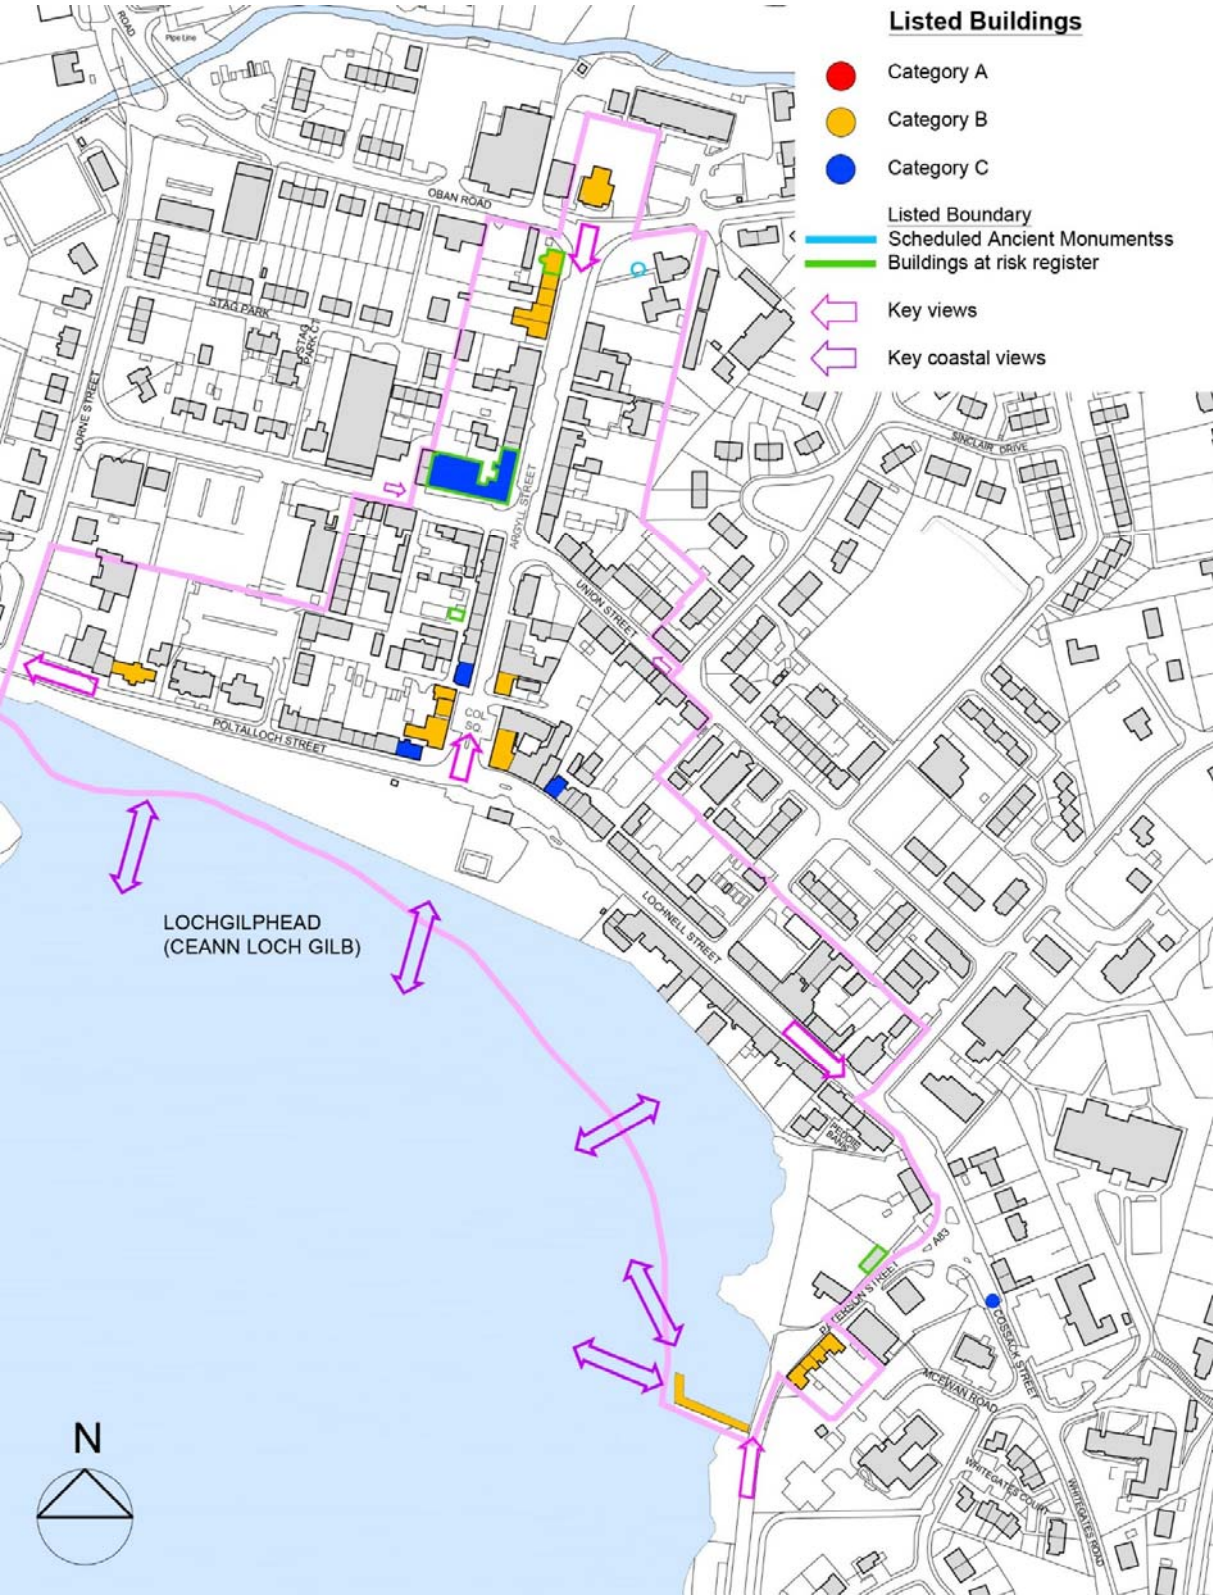 Listed Buildings
Category A
Category B
Category C
Listed Boundary
Scheduled Ancient Monumentss
Buildings at risk register
Key views
Key coastal views
ROAD
Pipe Line
OBAN ROAD
STAG PARK
STAG
PARK CT
LORNE STREET
SINCLAIR DRIVE
ARGYLL STREET
UNION STREET
COL
SQ.
POLTALLOCH STREET
LOCHNELL STREET
LOCHGILPHEAD
(CEANN LOCH GILB)
PEDDIE
BANK
A83
PATERSON STREET
COSSACK STREET
MCEWAN ROAD
WHITEGATES COURT
WHITEGATES ROAD
N